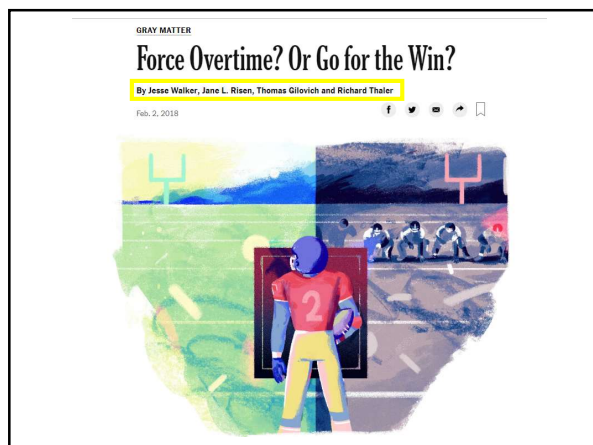 GRAY MATTER
Force Overtime? Or Go for the Win?
By Jesse Walker, Jane L. Risen, Thomas Gilovich and Richard Thaler
Feb. 2, 2018
2